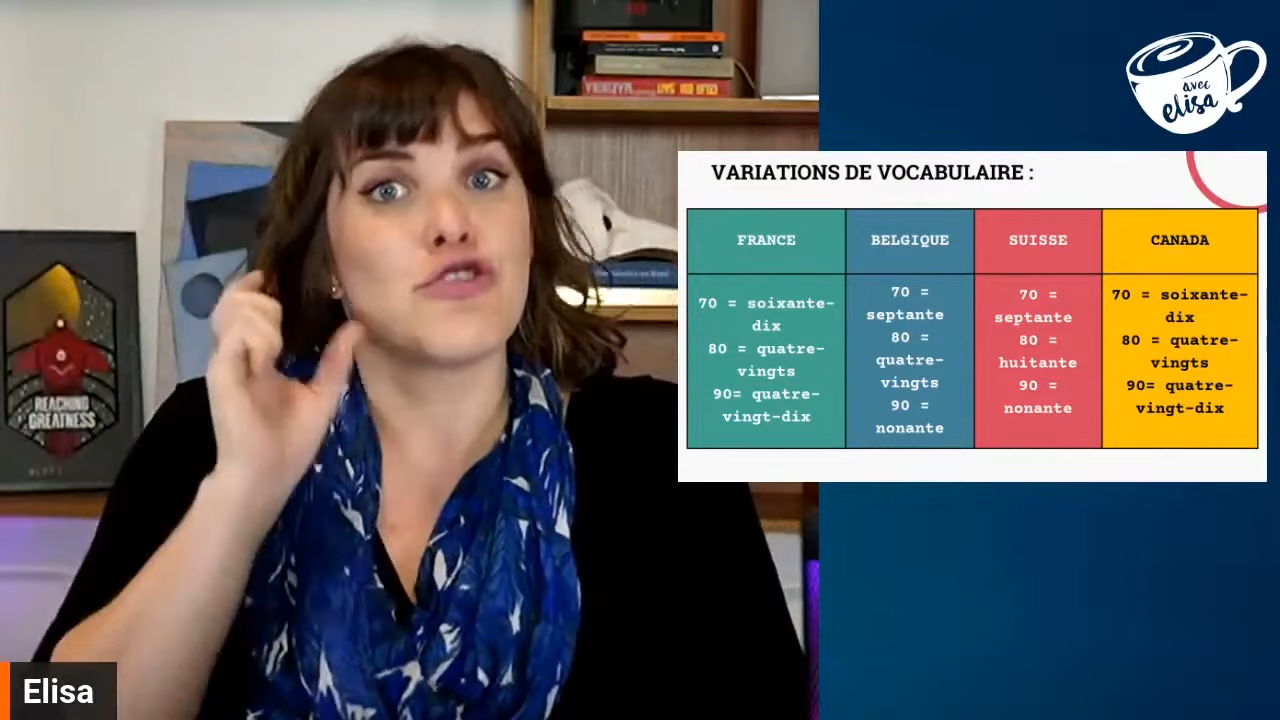 avec
elisa
VARIATIONS DE VOCABULAIRE :
FRANCE
BELGIQUE
SUISSE
CANADA
70 = soixante-
dix
80 = quatre-
vingts
90= quatre-
vingt-dix
70 =
septante
80 =
quatre-
vingts
90 =
nonante
70 =
septante
80 =
huitante
90 =
nonante
70 = soixante-
dix
80 = quatre-
vingts
90= quatre-
vingt-dix
REACHING
GREATNESS
Elisa